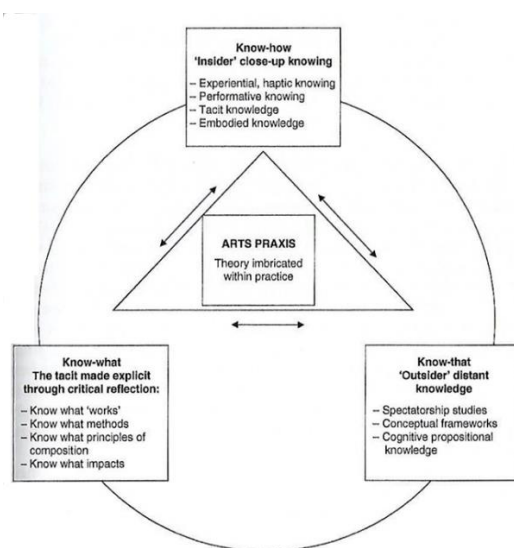 Know-how
'Insider' close-up knowing
– Experiential, haptic knowing
– Performative knowing
– Tacit knowledge
– Embodied knowledge
ARTS PRAXIS
Theory imbricated
within practice
Know-what
The tacit made explicit
through critical reflection:
– Know what 'works'
– Know what methods
– Know what principles of
composition
– Know what impacts
Know-that
'Outsider' distant
knowledge
– Spectatorship studies
– Conceptual frameworks
– Cognitive propositional
knowledge